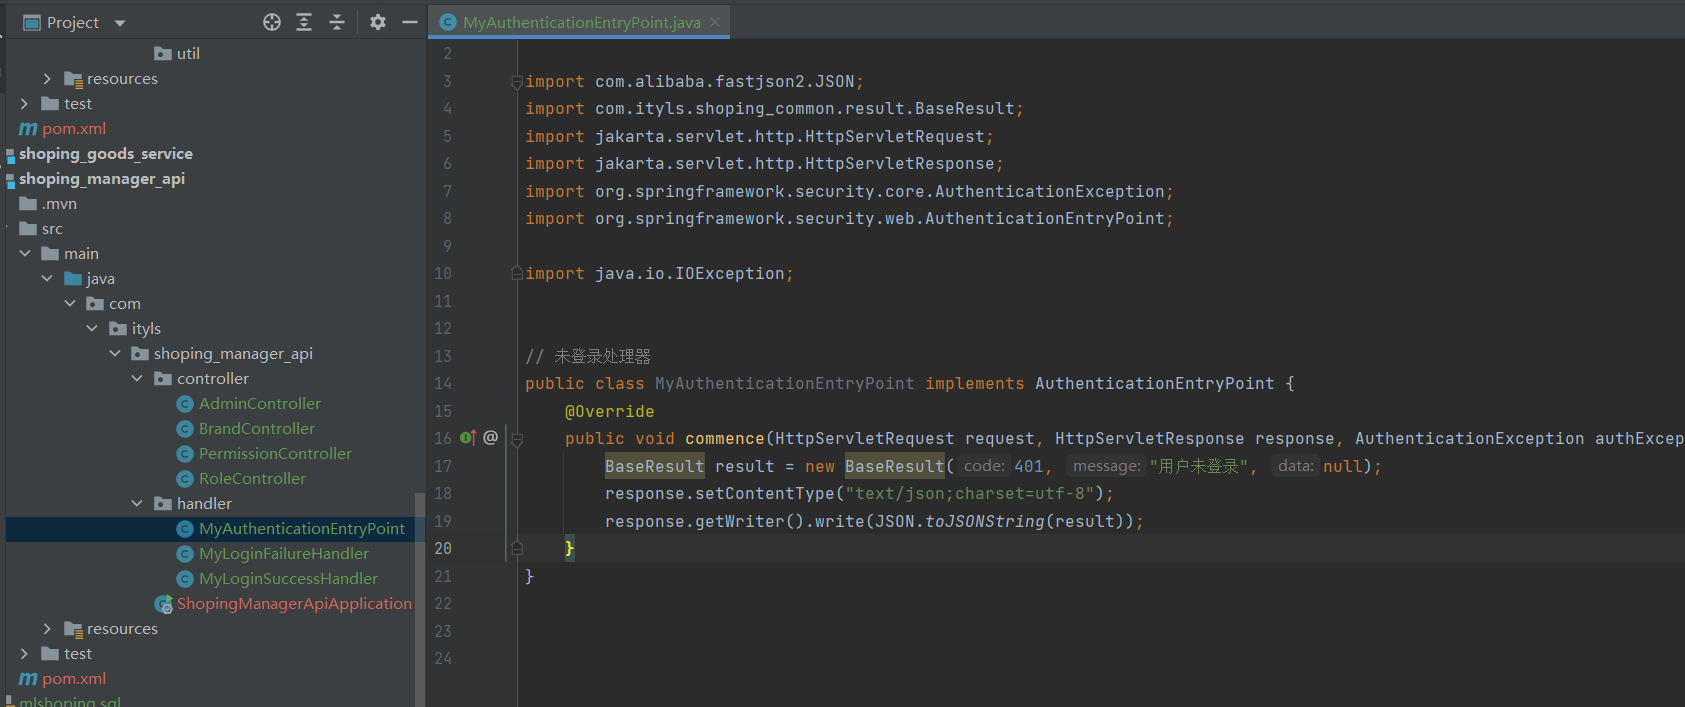 Project
util
resources
test
pom.xml
shoping_goods_service
shoping_manager_api
.mvn
src
main
java
com
ityls
shoping_manager_api
controller
AdminController
BrandController
PermissionController
RoleController
handler
MyAuthenticationEntryPoint
MyLoginFailureHandler
MyLoginSuccessHandler
ShopingManagerApiApplication
resources
test
pom.xml
mlshoping.sql
MyAuthenticationEntryPoint.java
2
3 import com.alibaba.fastjson2.JSON;
4 import com.ityls.shoping_common.result.BaseResult;
5 import jakarta.servlet.http.HttpServletRequest;
6 import jakarta.servlet.http.HttpServletResponse;
7 import org.springframework.security.core.AuthenticationException;
8 import org.springframework.security.web.AuthenticationEntryPoint;
9
10 import java.io.IOException;
11
12
13 // 未登录处理器
14 public class MyAuthenticationEntryPoint implements AuthenticationEntryPoint {
15 @Override
16 public void commence(HttpServletRequest request, HttpServletResponse response, AuthenticationException authExcep
17 BaseResult result = new BaseResult( code: 401, message: "用户未登录", data: null);
18 response.setContentType("text/json;charset=utf-8");
19 response.getWriter().write(JSON.toJSONString(result));
20 }
21 }
22
23
24